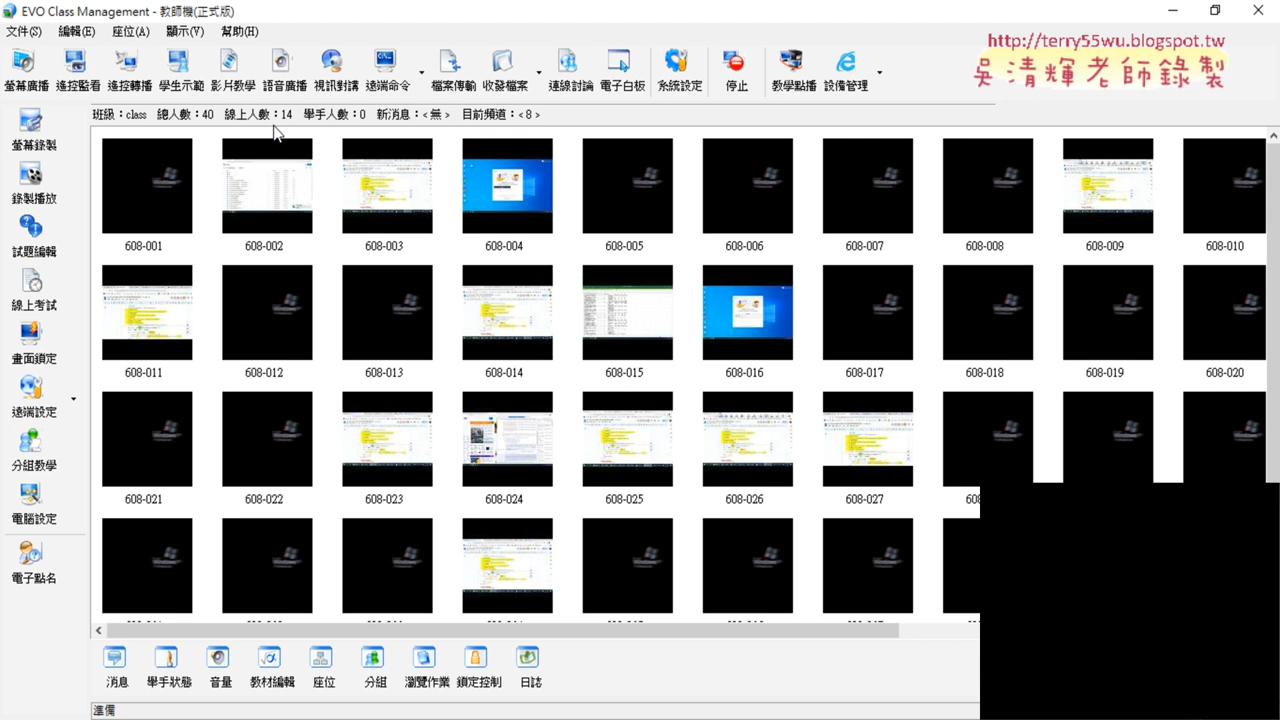 EVO Class Management - 教師機(正式版)
文件(S) 編輯(E) 座位(A) 顯示(V) 幫助(H)
http://terry55wu.blogspot.tw
吳清輝老師錄製
螢幕廣播 遙控監看 遙控轉播 學生示範 影片教學 語音廣播 視訊對講 遠端命令 檔案傳輸 收發檔案 連線討論 電子白板 系統設定 停止 教學點播 設備管理
班級：class 總人數：40 線上人數：14 舉手人數：0 新消息：<無> 目前頻道：<8>
螢幕錄製
錄製播放
試題編輯
線上考試
畫面鎖定
遠端設定
分組教學
電腦設定
電子點名
608-001 608-002 608-003 608-004 608-005 608-006 608-007 608-008 608-009 608-010
608-011 608-012 608-013 608-014 608-015 608-016 608-017 608-018 608-019 608-020
608-021 608-022 608-023 608-024 608-025 608-026 608-027
消息 舉手狀態 音量 教材編輯 座位 分組 瀏覽作業 鎖定控制 日誌
準備